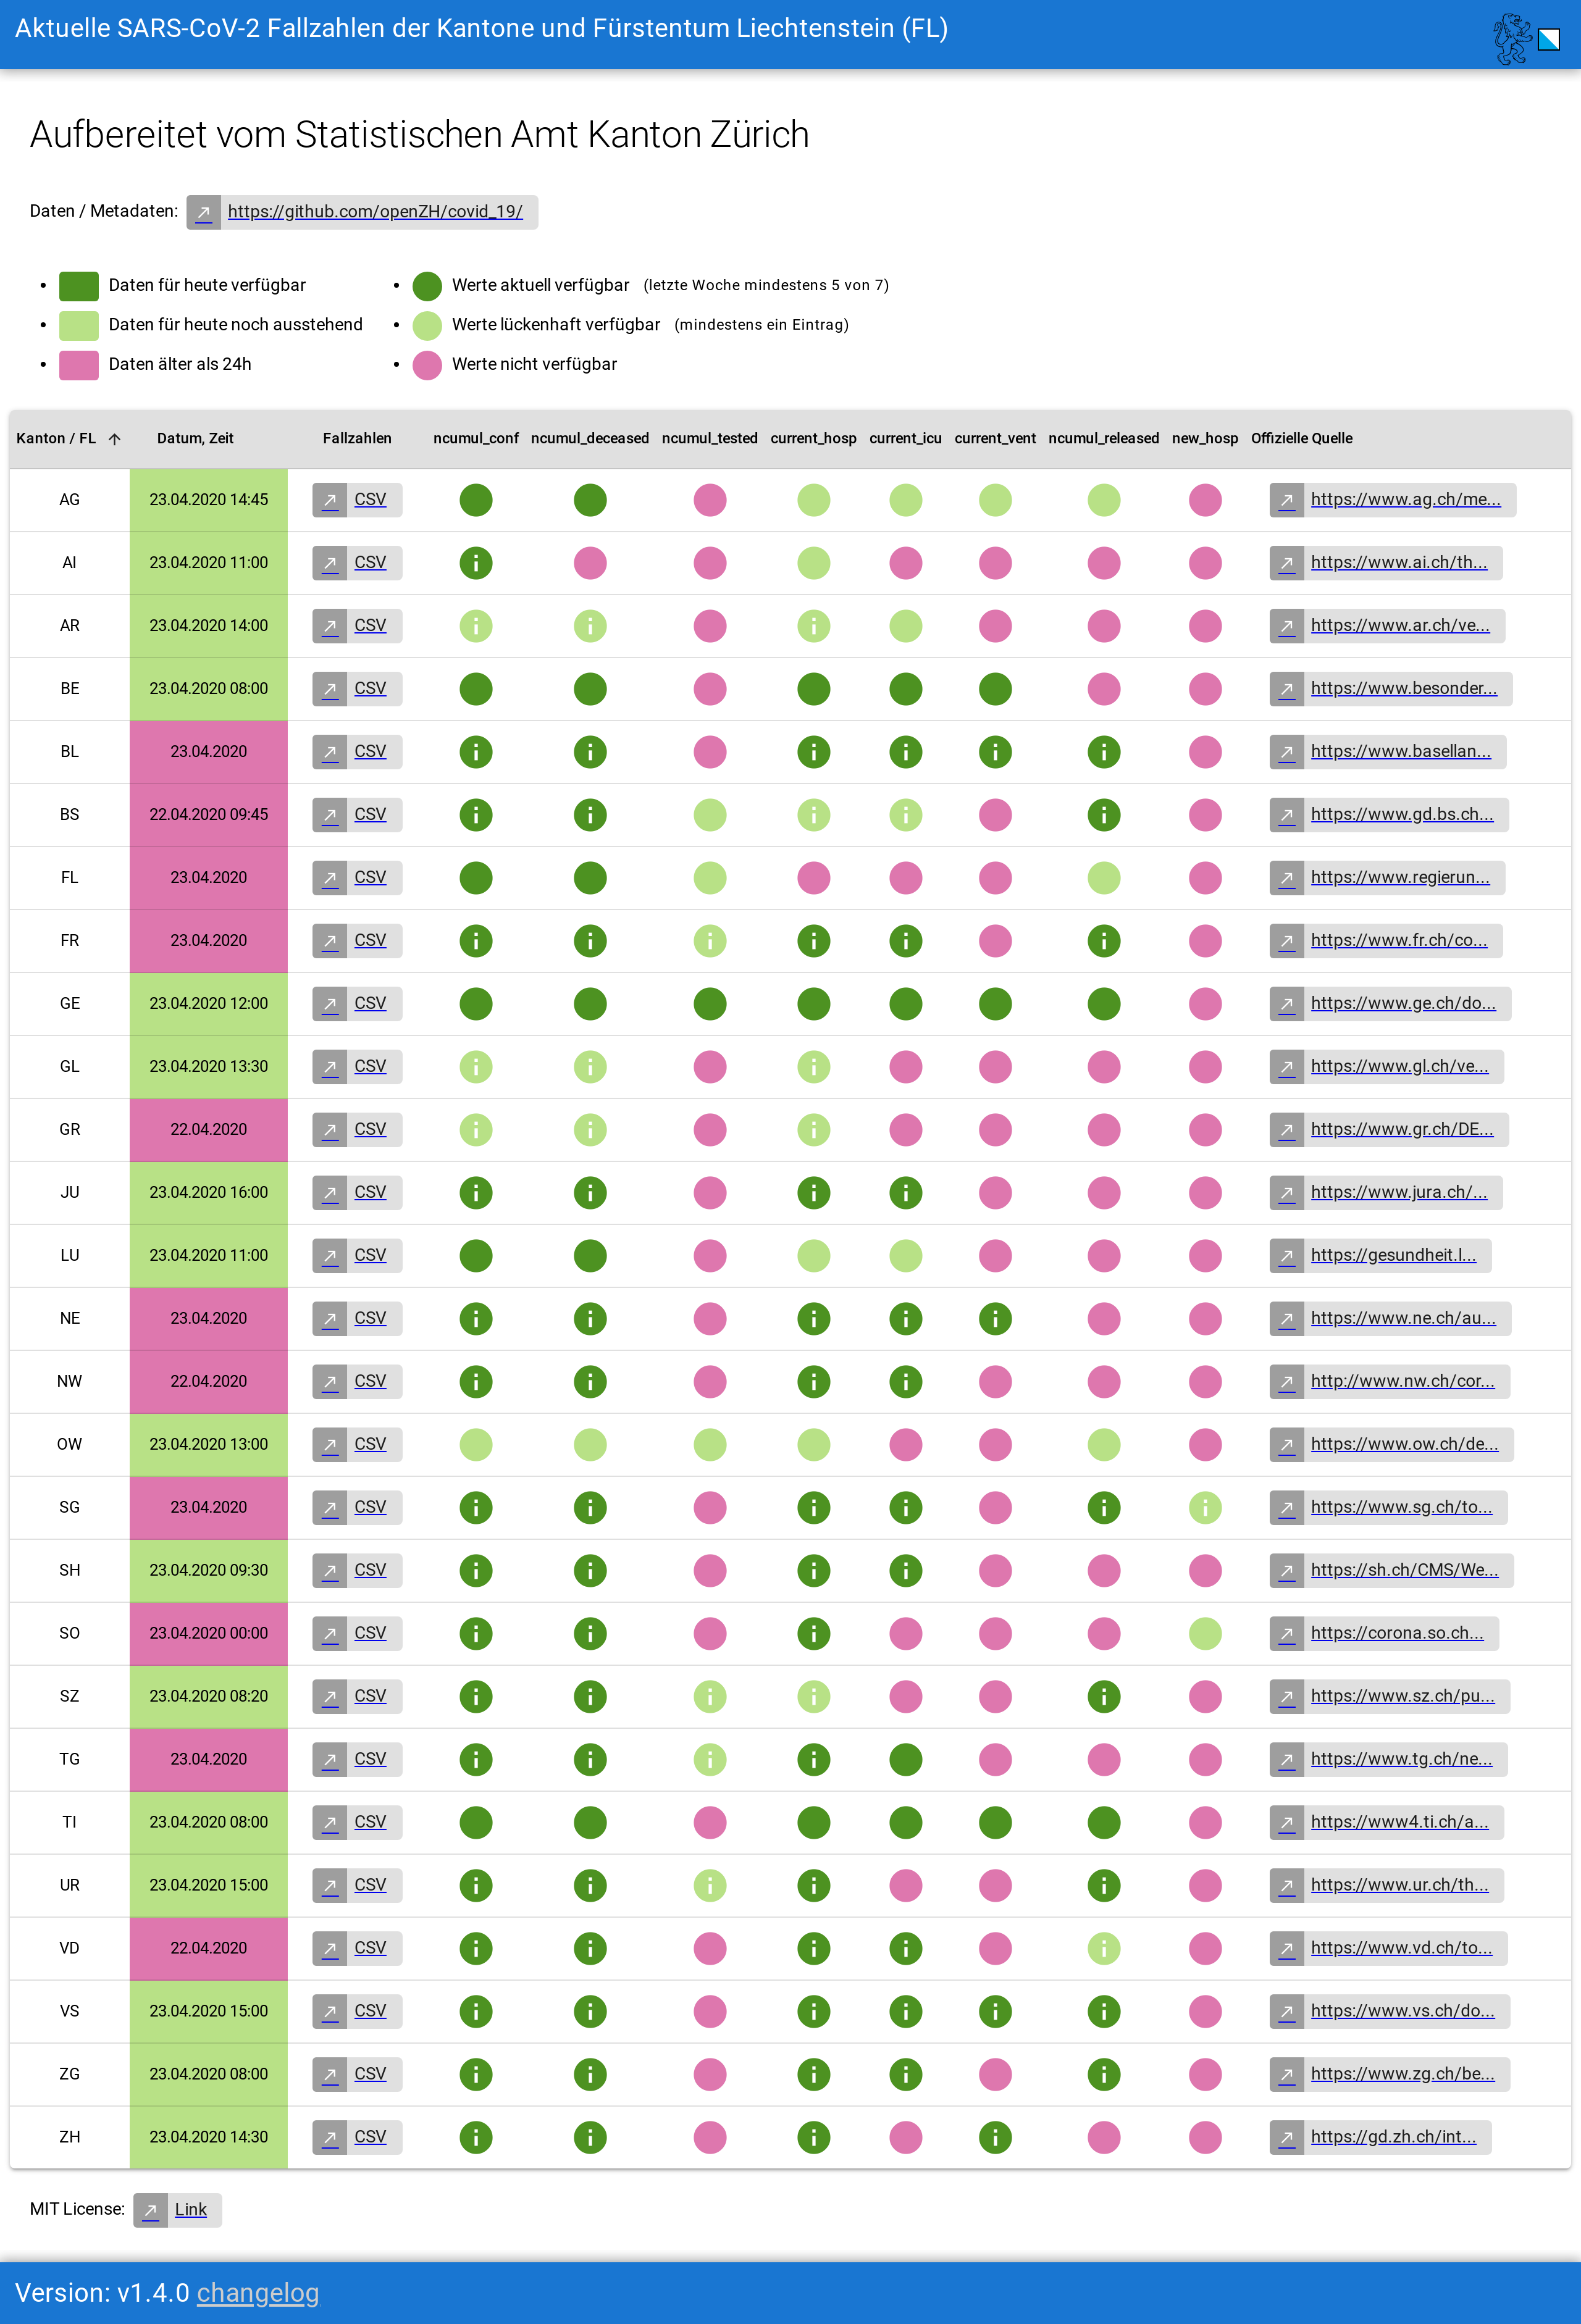 Aktuelle SARS-CoV-2 Fallzahlen der Kantone und Fürstentum Liechtenstein (FL)
Aufbereitet vom Statistischen Amt Kanton Zürich
Daten / Metadaten: https://github.com/openZH/covid_19/
Daten für heute verfügbar Werte aktuell verfügbar (letzte Woche mindestens 5 von 7)
Daten für heute noch ausstehend Werte lückenhaft verfügbar (mindestens ein Eintrag)
Daten älter als 24h Werte nicht verfügbar
Kanton / FL Datum, Zeit Fallzahlen ncumul_conf ncumul_deceased ncumul_tested current_hosp current_icu current_vent ncumul_released new_hosp Offizielle Quelle
AG 23.04.2020 14:45 CSV https://www.ag.ch/me...
AI 23.04.2020 11:00 CSV https://www.ai.ch/th...
AR 23.04.2020 14:00 CSV https://www.ar.ch/ve...
BE 23.04.2020 08:00 CSV https://www.besonder...
BL 23.04.2020 CSV https://www.basellan...
BS 22.04.2020 09:45 CSV https://www.gd.bs.ch...
FL 23.04.2020 CSV https://www.regierun...
FR 23.04.2020 CSV https://www.fr.ch/co...
GE 23.04.2020 12:00 CSV https://www.ge.ch/do...
GL 23.04.2020 13:30 CSV https://www.gl.ch/ve...
GR 22.04.2020 CSV https://www.gr.ch/DE...
JU 23.04.2020 16:00 CSV https://www.jura.ch/...
LU 23.04.2020 11:00 CSV https://gesundheit.l...
NE 23.04.2020 CSV https://www.ne.ch/au...
NW 22.04.2020 CSV http://www.nw.ch/cor...
OW 23.04.2020 13:00 CSV https://www.ow.ch/de...
SG 23.04.2020 CSV https://www.sg.ch/to...
SH 23.04.2020 09:30 CSV https://sh.ch/CMS/We...
SO 23.04.2020 00:00 CSV https://corona.so.ch...
SZ 23.04.2020 08:20 CSV https://www.sz.ch/pu...
TG 23.04.2020 CSV https://www.tg.ch/ne...
TI 23.04.2020 08:00 CSV https://www4.ti.ch/a...
UR 23.04.2020 15:00 CSV https://www.ur.ch/th...
VD 22.04.2020 CSV https://www.vd.ch/to...
VS 23.04.2020 15:00 CSV https://www.vs.ch/do...
ZG 23.04.2020 08:00 CSV https://www.zg.ch/be...
ZH 23.04.2020 14:30 CSV https://gd.zh.ch/int...
MIT License: Link
Version: v1.4.0 changelog